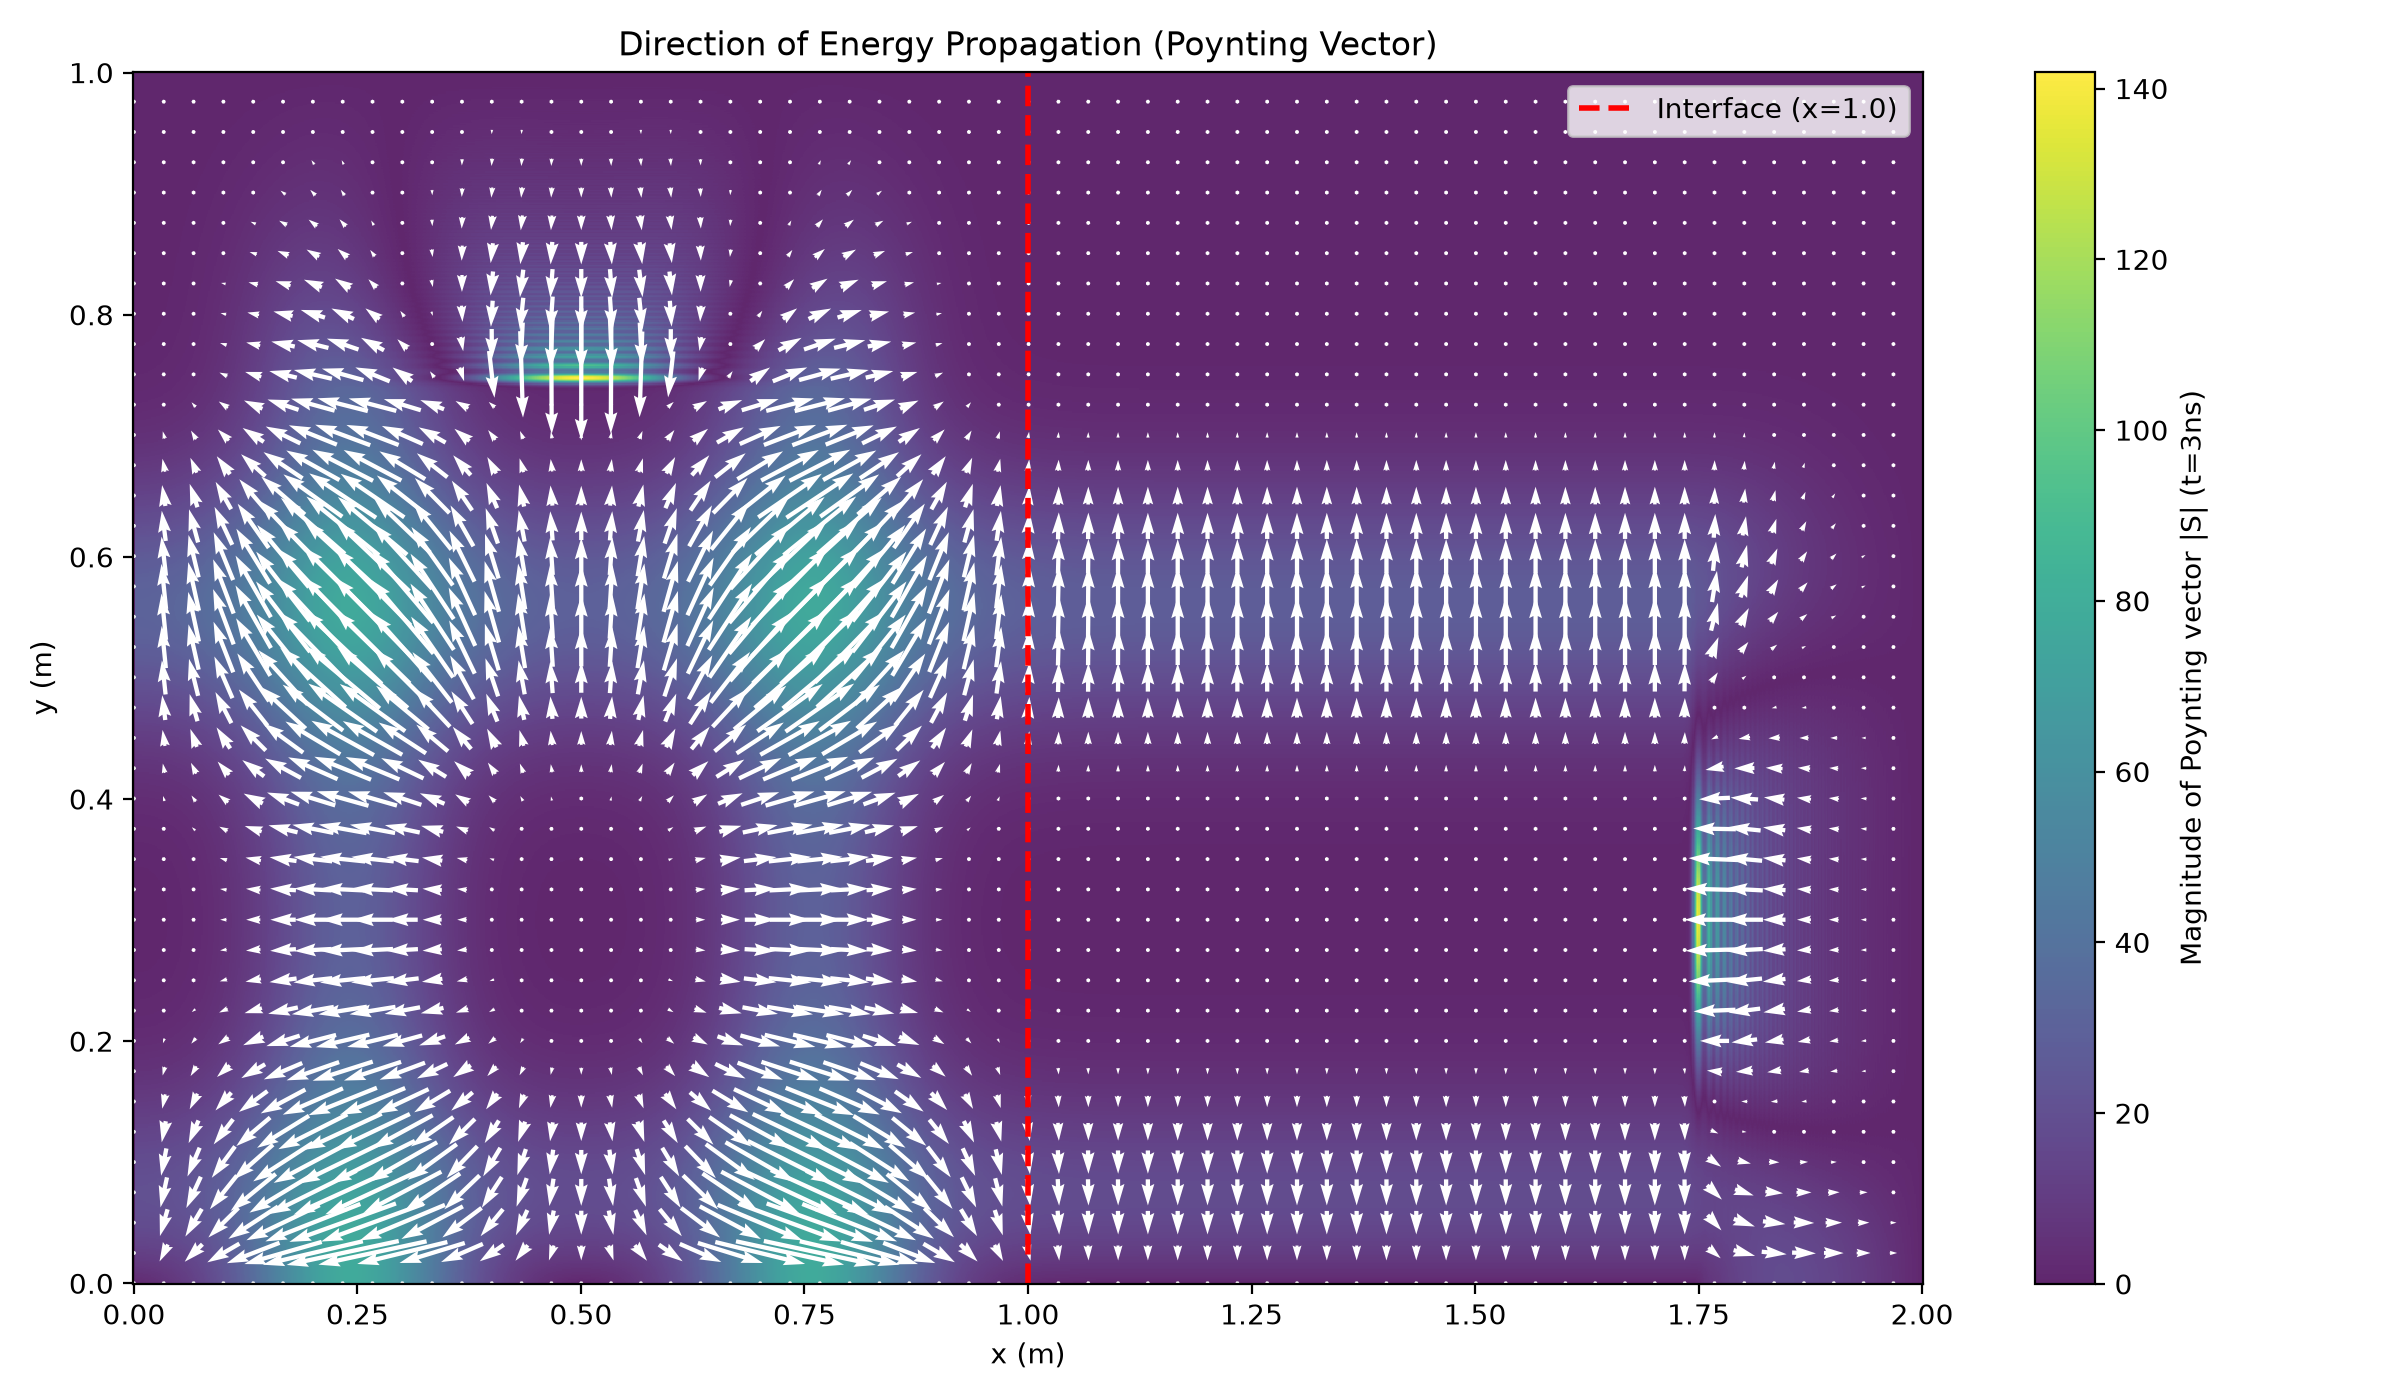 Direction of Energy Propagation (Poynting Vector)
Interface (x=1.0)
1.0
0.8
0.6
0.4
0.2
0.0
y (m)
0.00 0.25 0.50 0.75 1.00 1.25 1.50 1.75 2.00
x (m)
140
120
100
80
60
40
20
0
Magnitude of Poynting vector |S| (t=3ns)